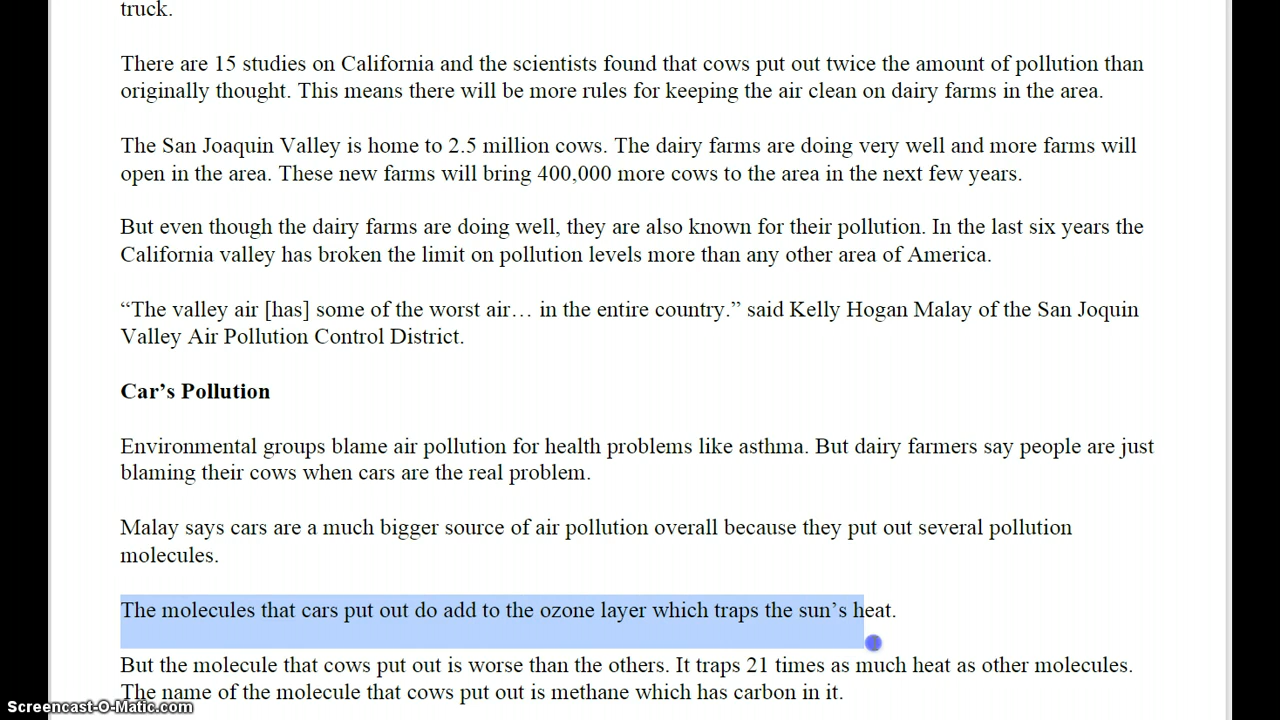 truck.
There are 15 studies on California and the scientists found that cows put out twice the amount of pollution than
originally thought. This means there will be more rules for keeping the air clean on dairy farms in the area.
The San Joaquin Valley is home to 2.5 million cows. The dairy farms are doing very well and more farms will
open in the area. These new farms will bring 400,000 more cows to the area in the next few years.
But even though the dairy farms are doing well, they are also known for their pollution. In the last six years the
California valley has broken the limit on pollution levels more than any other area of America.
“The valley air [has] some of the worst air… in the entire country.” said Kelly Hogan Malay of the San Joquin
Valley Air Pollution Control District.
Car’s Pollution
Environmental groups blame air pollution for health problems like asthma. But dairy farmers say people are just
blaming their cows when cars are the real problem.
Malay says cars are a much bigger source of air pollution overall because they put out several pollution
molecules.
The molecules that cars put out do add to the ozone layer which traps the sun’s heat.
But the molecule that cows put out is worse than the others. It traps 21 times as much heat as other molecules.
The name of the molecule that cows put out is methane which has carbon in it.
Screencast-O-Matic.com